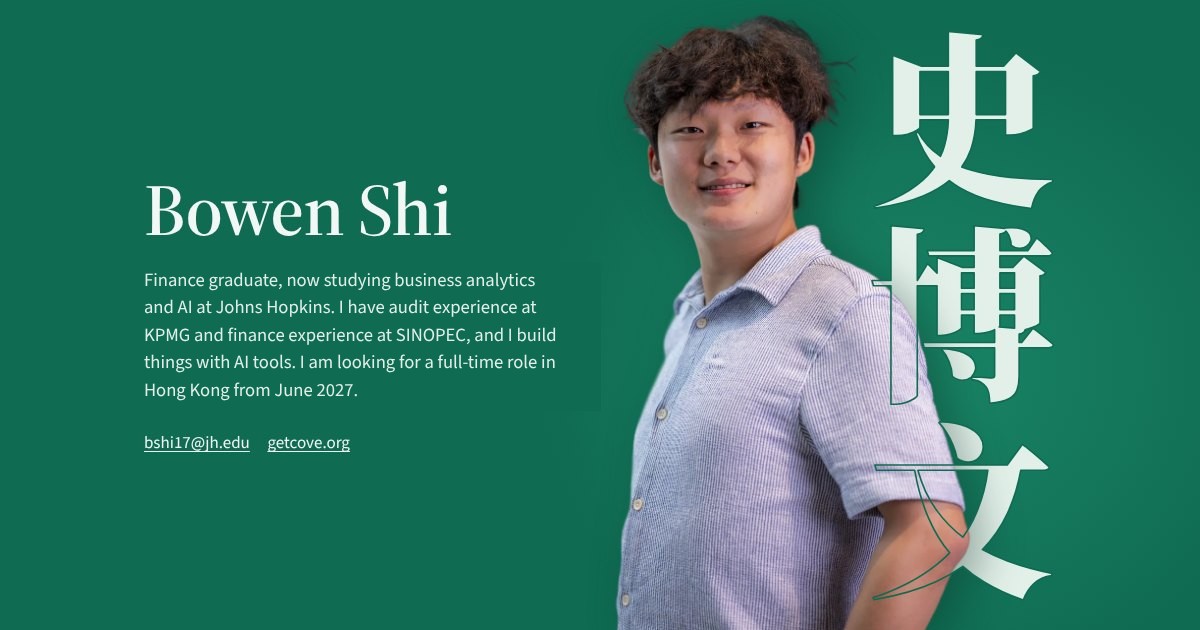 Bowen Shi
Finance graduate, now studying business analytics
and AI at Johns Hopkins. I have audit experience at
KPMG and finance experience at SINOPEC, and I build
things with AI tools. I am looking for a full-time role in
Hong Kong from June 2027.
bshi17@jh.edu getcove.org
史博文